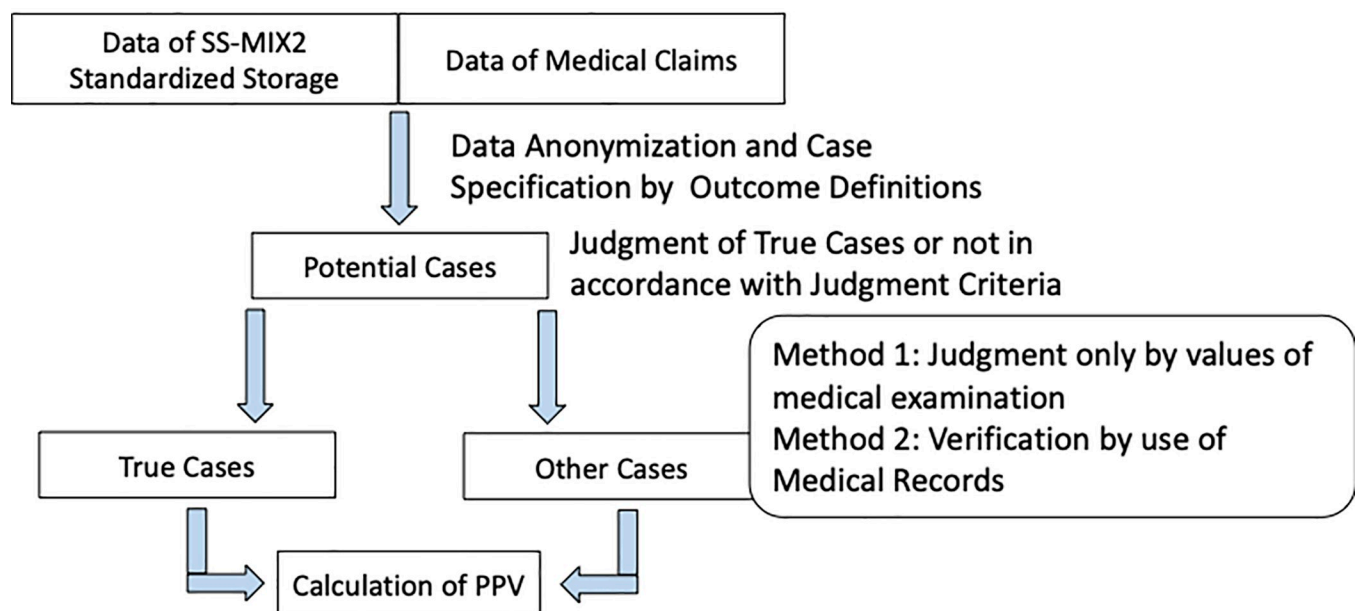 Data of SS-MIX2
Standardized Storage
Data of Medical Claims
Data Anonymization and Case
Specification by Outcome Definitions
Potential Cases
Judgment of True Cases or not in
accordance with Judgment Criteria
Method 1: Judgment only by values of
medical examination
Method 2: Verification by use of
Medical Records
True Cases
Other Cases
Calculation of PPV